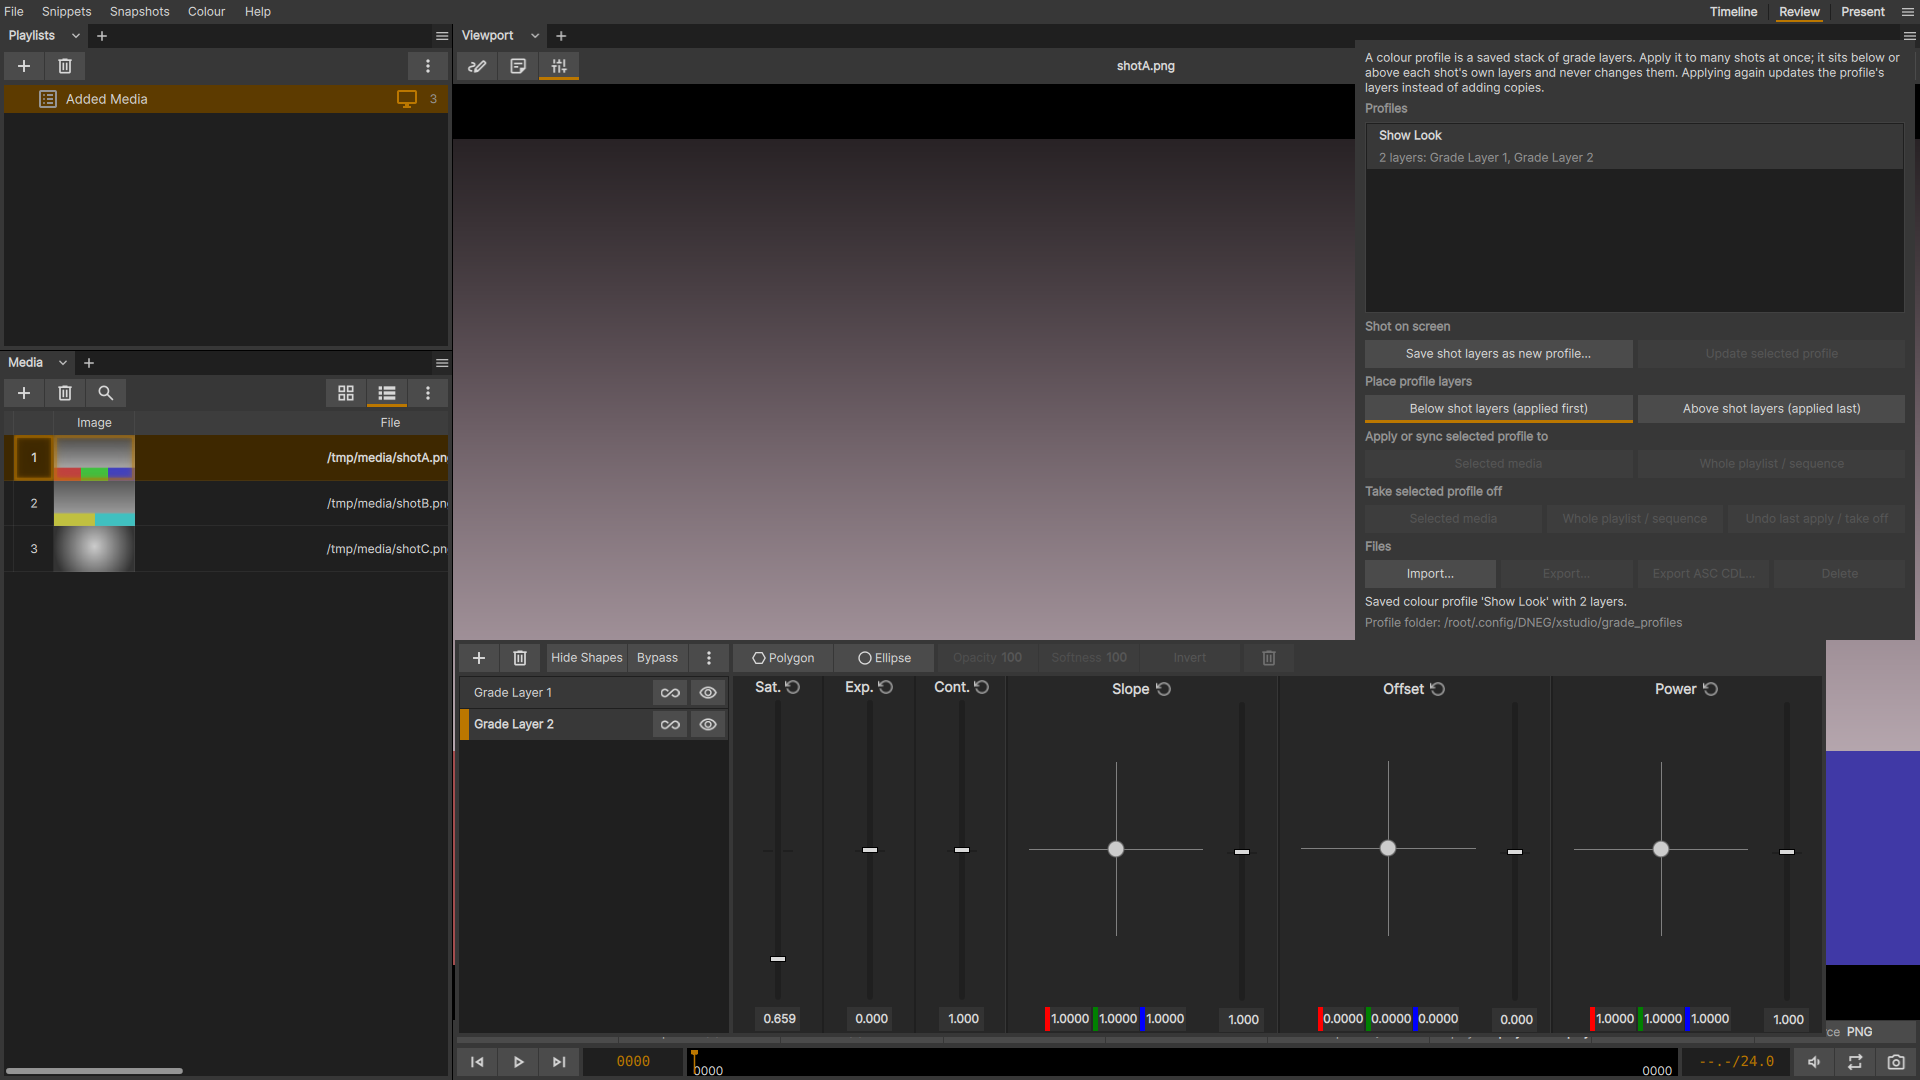 File Snippets Snapshots Colour Help
Timeline Review Present
Playlists
Viewport
shotA.png
Added Media 3
A colour profile is a saved stack of grade layers. Apply it to many shots at once; it sits below or
above each shot's own layers and never changes them. Applying again updates the profile's
layers instead of adding copies.
Profiles
Show Look
2 layers: Grade Layer 1, Grade Layer 2
Shot on screen
Save shot layers as new profile... Update selected profile
Place profile layers
Below shot layers (applied first) Above shot layers (applied last)
Apply or sync selected profile to
Selected media Whole playlist / sequence
Take selected profile off
Selected media Whole playlist / sequence Undo last apply / take off
Files
Import... Export... Export ASC CDL... Delete
Saved colour profile 'Show Look' with 2 layers.
Profile folder: /root/.config/DNEG/xstudio/grade_profiles
Media
Image File
1 /tmp/media/shotA.pn
2 /tmp/media/shotB.pn
3 /tmp/media/shotC.pn
Hide Shapes Bypass Polygon Ellipse Opacity 100 Softness 100 Invert
Grade Layer 1
Grade Layer 2
Sat. Exp. Cont. Slope Offset Power
0.659 0.000 1.000 1.0000 1.0000 1.0000 1.000 0.0000 0.0000 0.0000 0.000 1.0000 1.0000 1.0000 1.000
ce PNG
0000 0000 0000 --.-/24.0